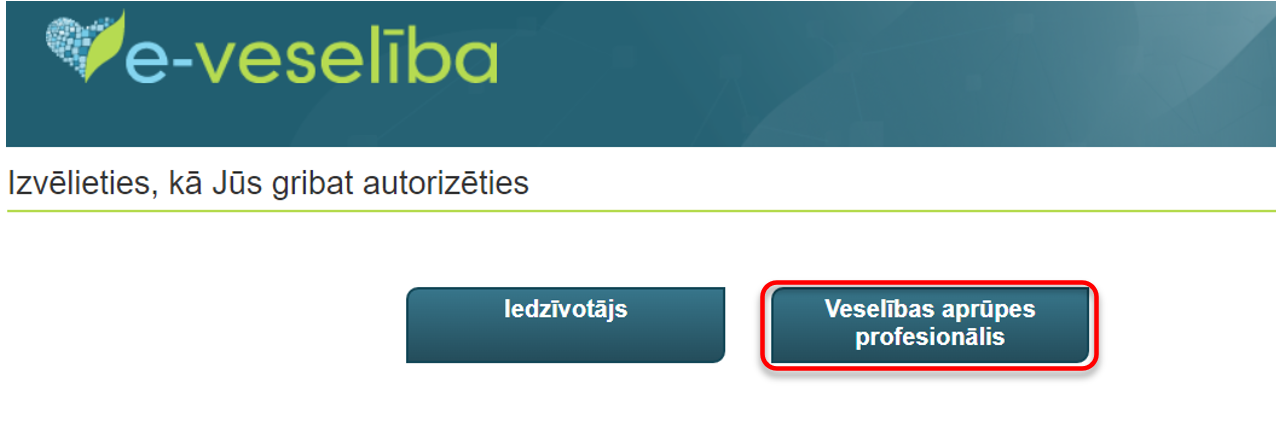 e-veselība
Izvēlieties, kā Jūs gribat autorizēties
Iedzīvotājs
Veselības aprūpes
profesionālis